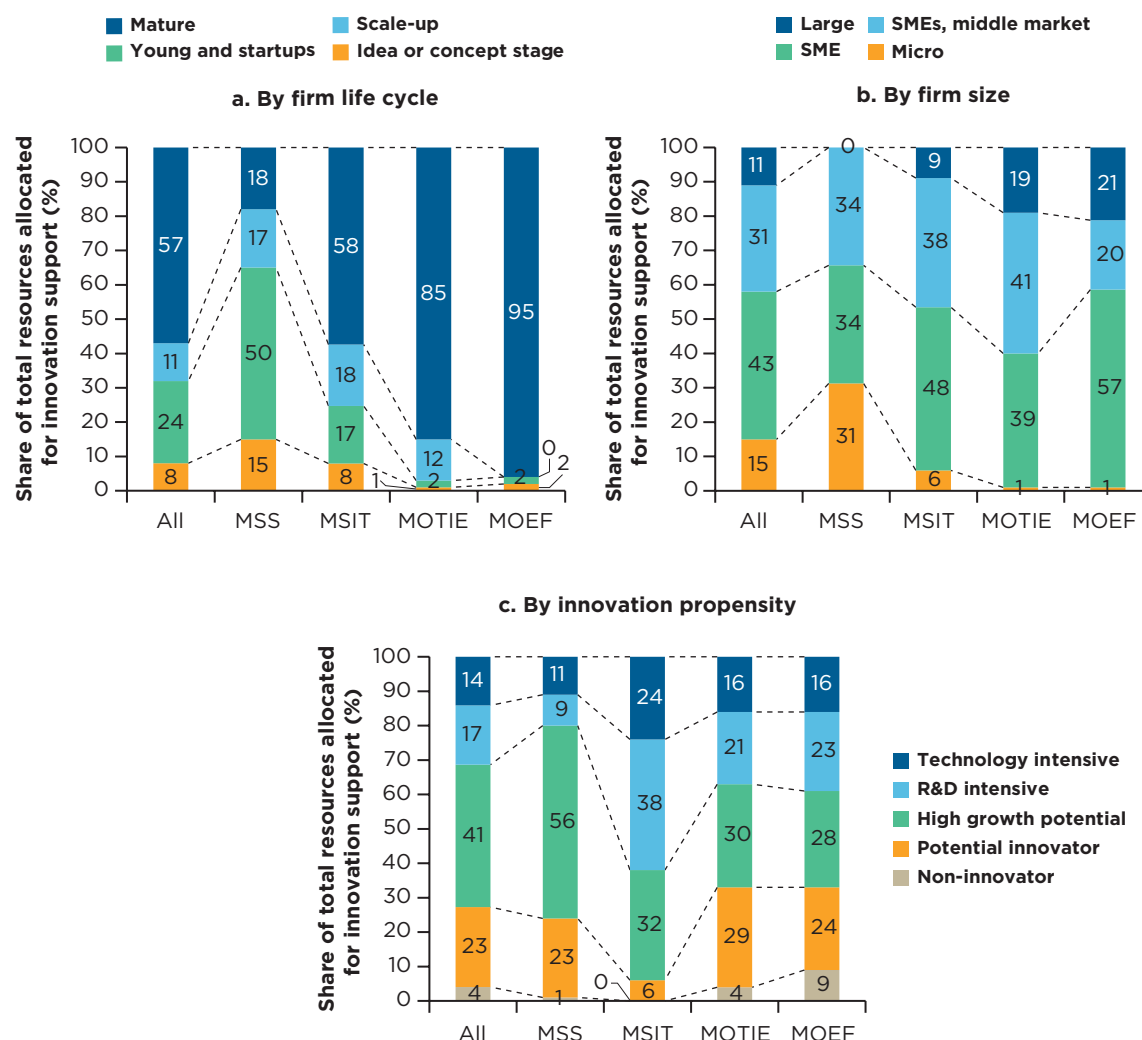 Mature
Scale-up
Young and startups
Idea or concept stage
Large
SMEs, middle market
SME
Micro
a. By firm life cycle
Share of total resources allocated
for innovation support (%)
100
90
80
70
60
50
40
30
20
10
0
57
11
24
8
18
17
50
15
58
18
17
8
85
12
2
1
95
0
2
2
All
MSS
MSIT
MOTIE
MOEF
b. By firm size
Share of total resources allocated
for innovation support (%)
100
90
80
70
60
50
40
30
20
10
0
11
31
43
15
0
34
34
31
9
38
48
6
19
41
39
1
21
20
57
1
All
MSS
MSIT
MOTIE
MOEF
c. By innovation propensity
Share of total resources allocated
for innovation support (%)
100
90
80
70
60
50
40
30
20
10
0
14
17
41
23
4
11
9
56
23
1
24
38
32
6
0
16
21
30
29
4
16
23
28
24
9
All
MSS
MSIT
MOTIE
MOEF
Technology intensive
R&D intensive
High growth potential
Potential innovator
Non-innovator